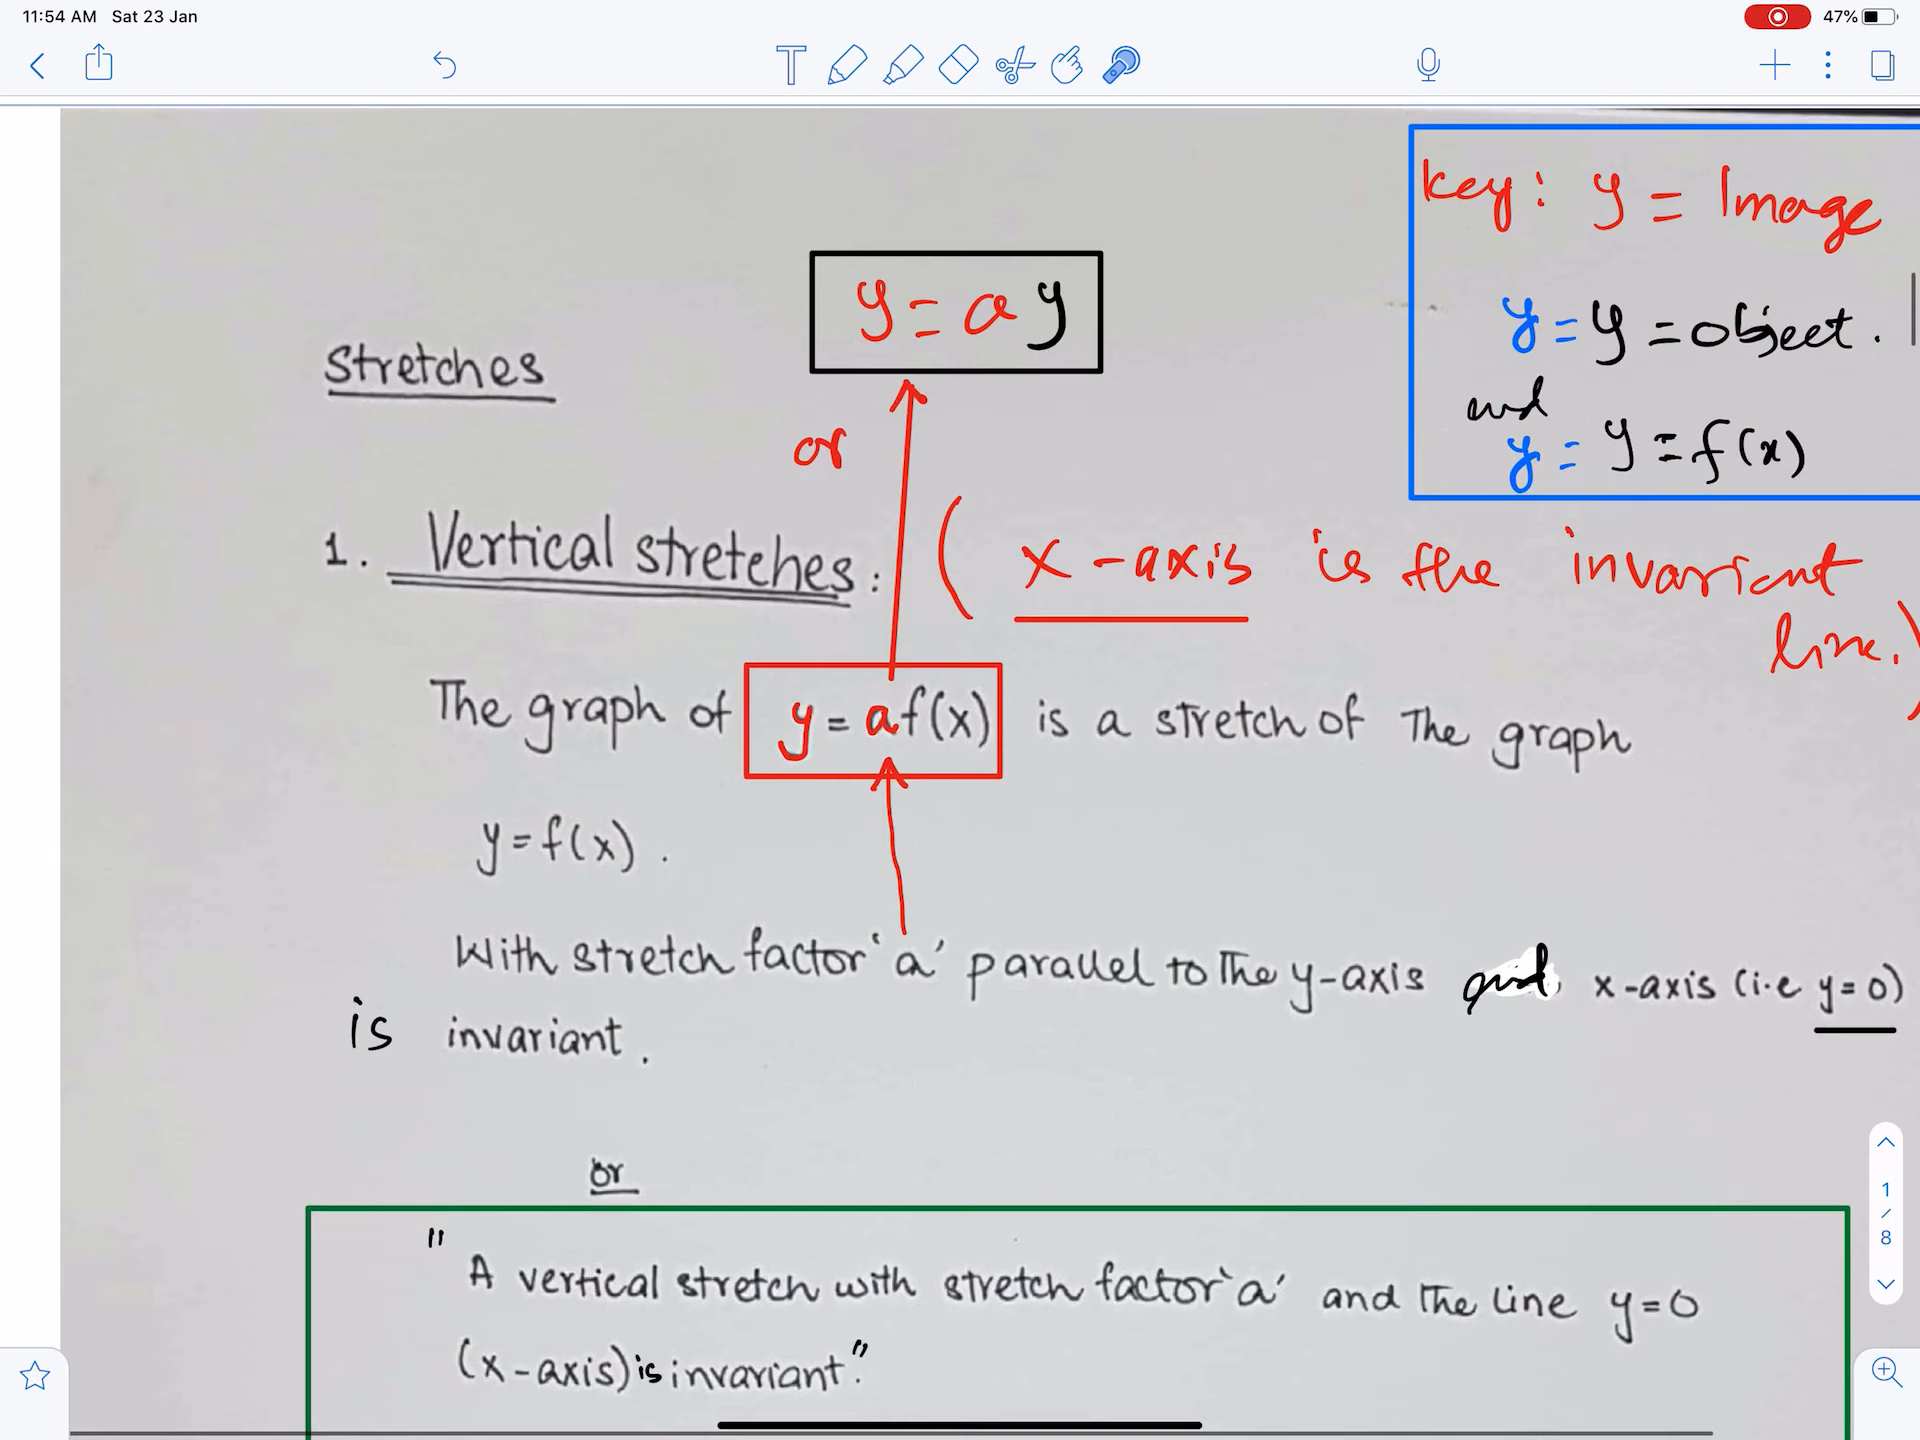 11:54 AM Sat 23 Jan
47%
key: y = Image
y = ay
y = y = object.
Stretches
and
or
y = y = f(x)
1. Vertical stretches: ( x-axis is the invariant
line.)
The graph of y = af(x) is a stretch of The graph
y = f(x).
With stretch factor 'a' parallel to The y-axis and x-axis (i.e y = 0)
is invariant.
or
" A vertical stretch with stretch factor 'a' and The line y = 0
(x-axis) is invariant."
1
/
8